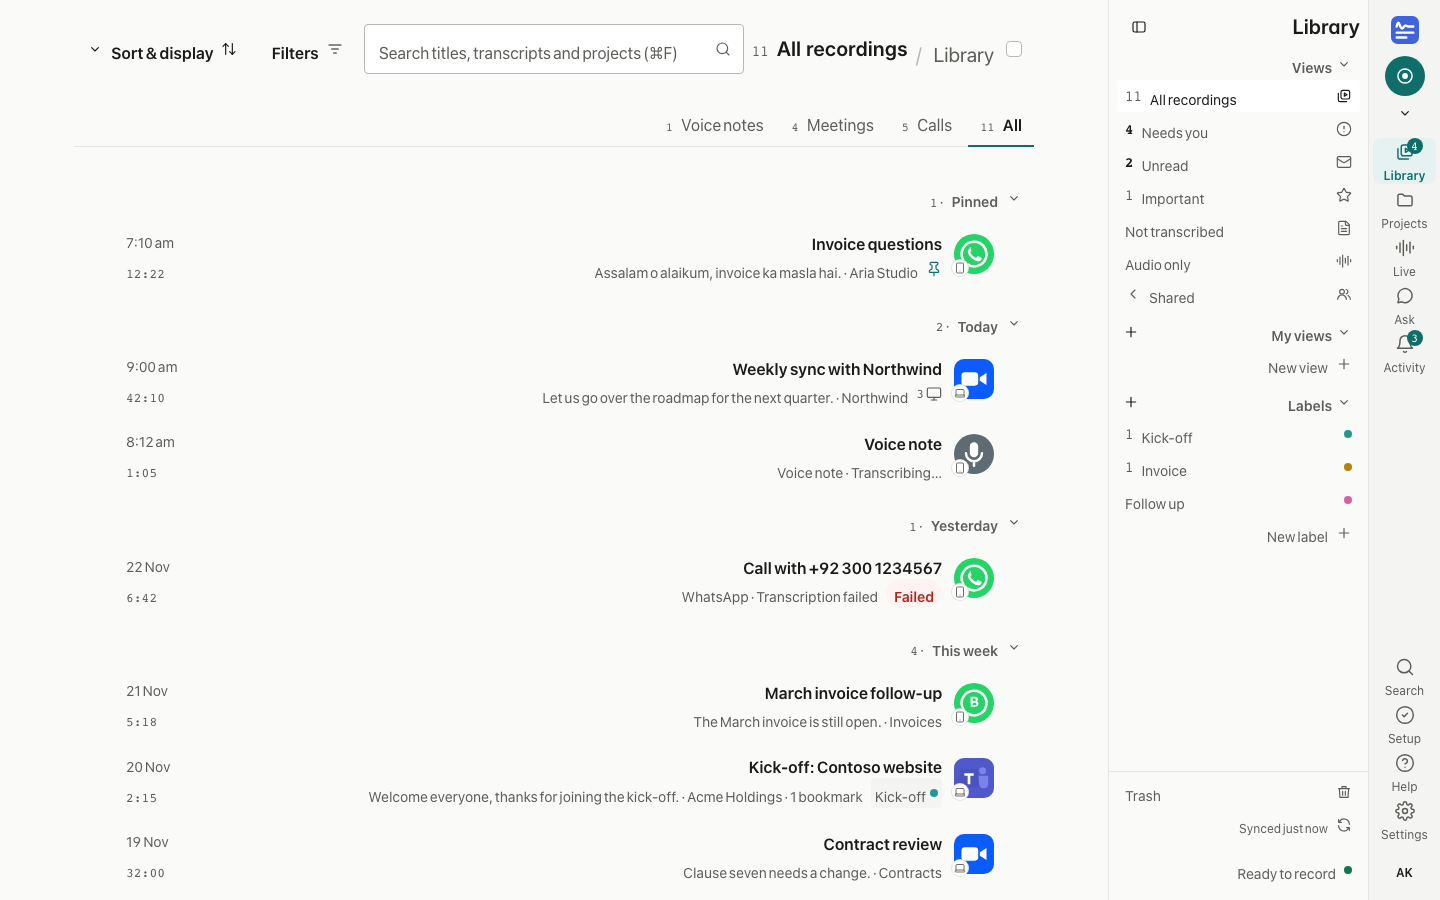 Library
Views
11 All recordings
4 Needs you
2 Unread
1 Important
Not transcribed
Audio only
Shared
My views
New view
Labels
1 Kick-off
1 Invoice
Follow up
New label
Trash
Synced just now
Ready to record
4
Library
Projects
Live
Ask
3
Activity
Search
Setup
Help
Settings
AK
Sort & display
Filters
Search titles, transcripts and projects (⌘F)
11 All recordings / Library
1 Voice notes
4 Meetings
5 Calls
11 All
1 · Pinned
7:10 am
Invoice questions
12:22
Assalam o alaikum, invoice ka masla hai. · Aria Studio
2 · Today
9:00 am
Weekly sync with Northwind
42:10
Let us go over the roadmap for the next quarter. · Northwind 3
8:12 am
Voice note
1:05
Voice note · Transcribing...
1 · Yesterday
22 Nov
Call with +92 300 1234567
6:42
WhatsApp · Transcription failed Failed
4 · This week
21 Nov
March invoice follow-up
B
5:18
The March invoice is still open. · Invoices
20 Nov
Kick-off: Contoso website
T
2:15
Welcome everyone, thanks for joining the kick-off. · Acme Holdings · 1 bookmark Kick-off
19 Nov
Contract review
32:00
Clause seven needs a change. · Contracts